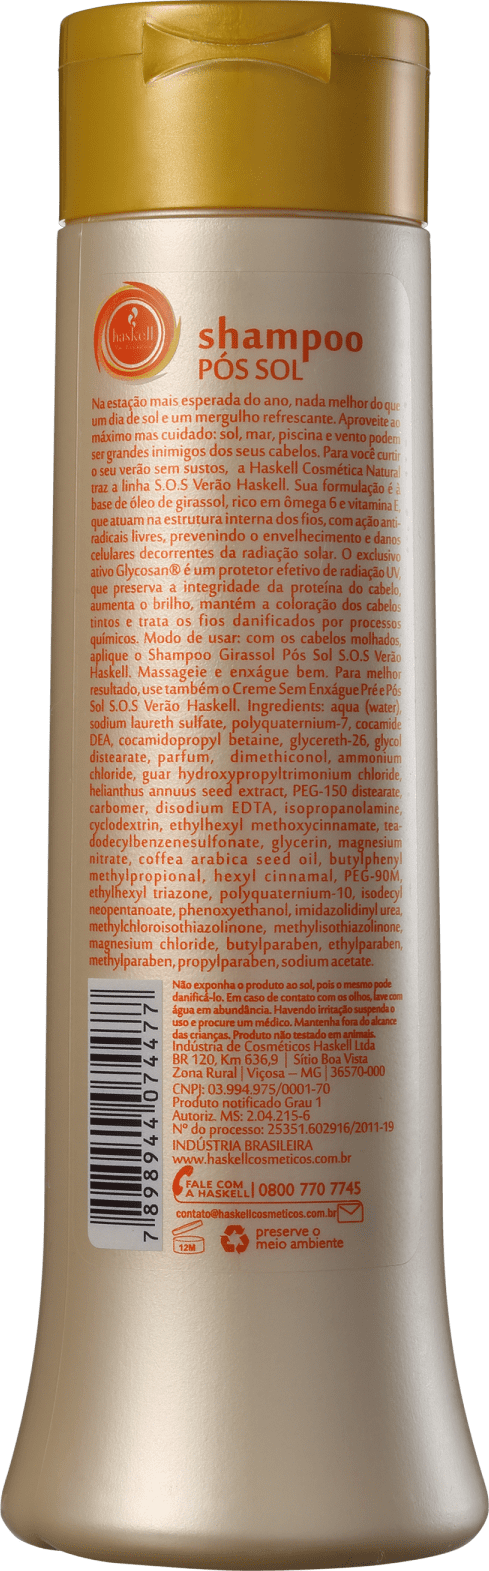 haskell
shampoo
PÓS SOL
Na estação mais esperada do ano, nada melhor do que
um dia de sol e um mergulho refrescante. Aproveite ao
máximo mas cuidado: sol, mar, piscina e vento podem
ser grandes inimigos dos seus cabelos. Para você curtir
o seu verão sem sustos, a Haskell Cosmética Natural
traz a linha S.O.S Verão Haskell. Sua formulação é à
base de óleo de girassol, rico em ômega 6 e vitamina E,
que atuam na estrutura interna dos fios, com ação anti-
radicais livres, prevenindo o envelhecimento e danos
celulares decorrentes da radiação solar. O exclusivo
ativo Glycosan® é um protetor efetivo de radiação UV,
que preserva a integridade da proteína do cabelo,
aumenta o brilho, mantém a coloração dos cabelos
tintos e trata os fios danificados por processos
químicos. Modo de usar: com os cabelos molhados,
aplique o Shampoo Girassol Pós Sol S.O.S Verão
Haskell. Massageie e enxágue bem. Para melhor
resultado, use também o Creme Sem Enxágue Pré e Pós
Sol S.O.S Verão Haskell. Ingredients: aqua (water),
sodium laureth sulfate, polyquaternium-7, cocamide
DEA, cocamidopropyl betaine, glycereth-26, glycol
distearate, parfum, dimethiconol, ammonium
chloride, guar hydroxypropyltrimonium chloride,
helianthus annuus seed extract, PEG-150 distearate,
carbomer, disodium EDTA, isopropanolamine,
cyclodextrin, ethylhexyl methoxycinnamate, tea-
dodecylbenzenesulfonate, glycerin, magnesium
nitrate, coffea arabica seed oil, butylphenyl
methylpropional, hexyl cinnamal, PEG-90M,
ethylhexyl triazone, polyquaternium-10, isodecyl
neopentanoate, phenoxyethanol, imidazolidinyl urea,
methylchloroisothiazolinone, methylisothiazolinone,
magnesium chloride, butylparaben, ethylparaben,
methylparaben, propylparaben, sodium acetate.
Não exponha o produto ao sol, pois o mesmo pode
danificá-lo. Em caso de contato com os olhos, lave com
água em abundância. Havendo irritação suspenda o
uso e procure um médico. Mantenha fora do alcance
das crianças. Produto não testado em animais.
Indústria de Cosméticos Haskell Ltda
BR 120, Km 636,9 | Sítio Boa Vista
Zona Rural | Viçosa – MG | 36570-000
CNPJ: 03.994.975/0001-70
Produto notificado Grau 1
Autoriz. MS: 2.04.215-6
Nº do processo: 25351.602916/2011-19
INDÚSTRIA BRASILEIRA
www.haskellcosmeticos.com.br
FALE COM
A HASKELL | 0800 770 7745
contato@haskellcosmeticos.com.br
12M
preserve o
meio ambiente
7 898944 074477